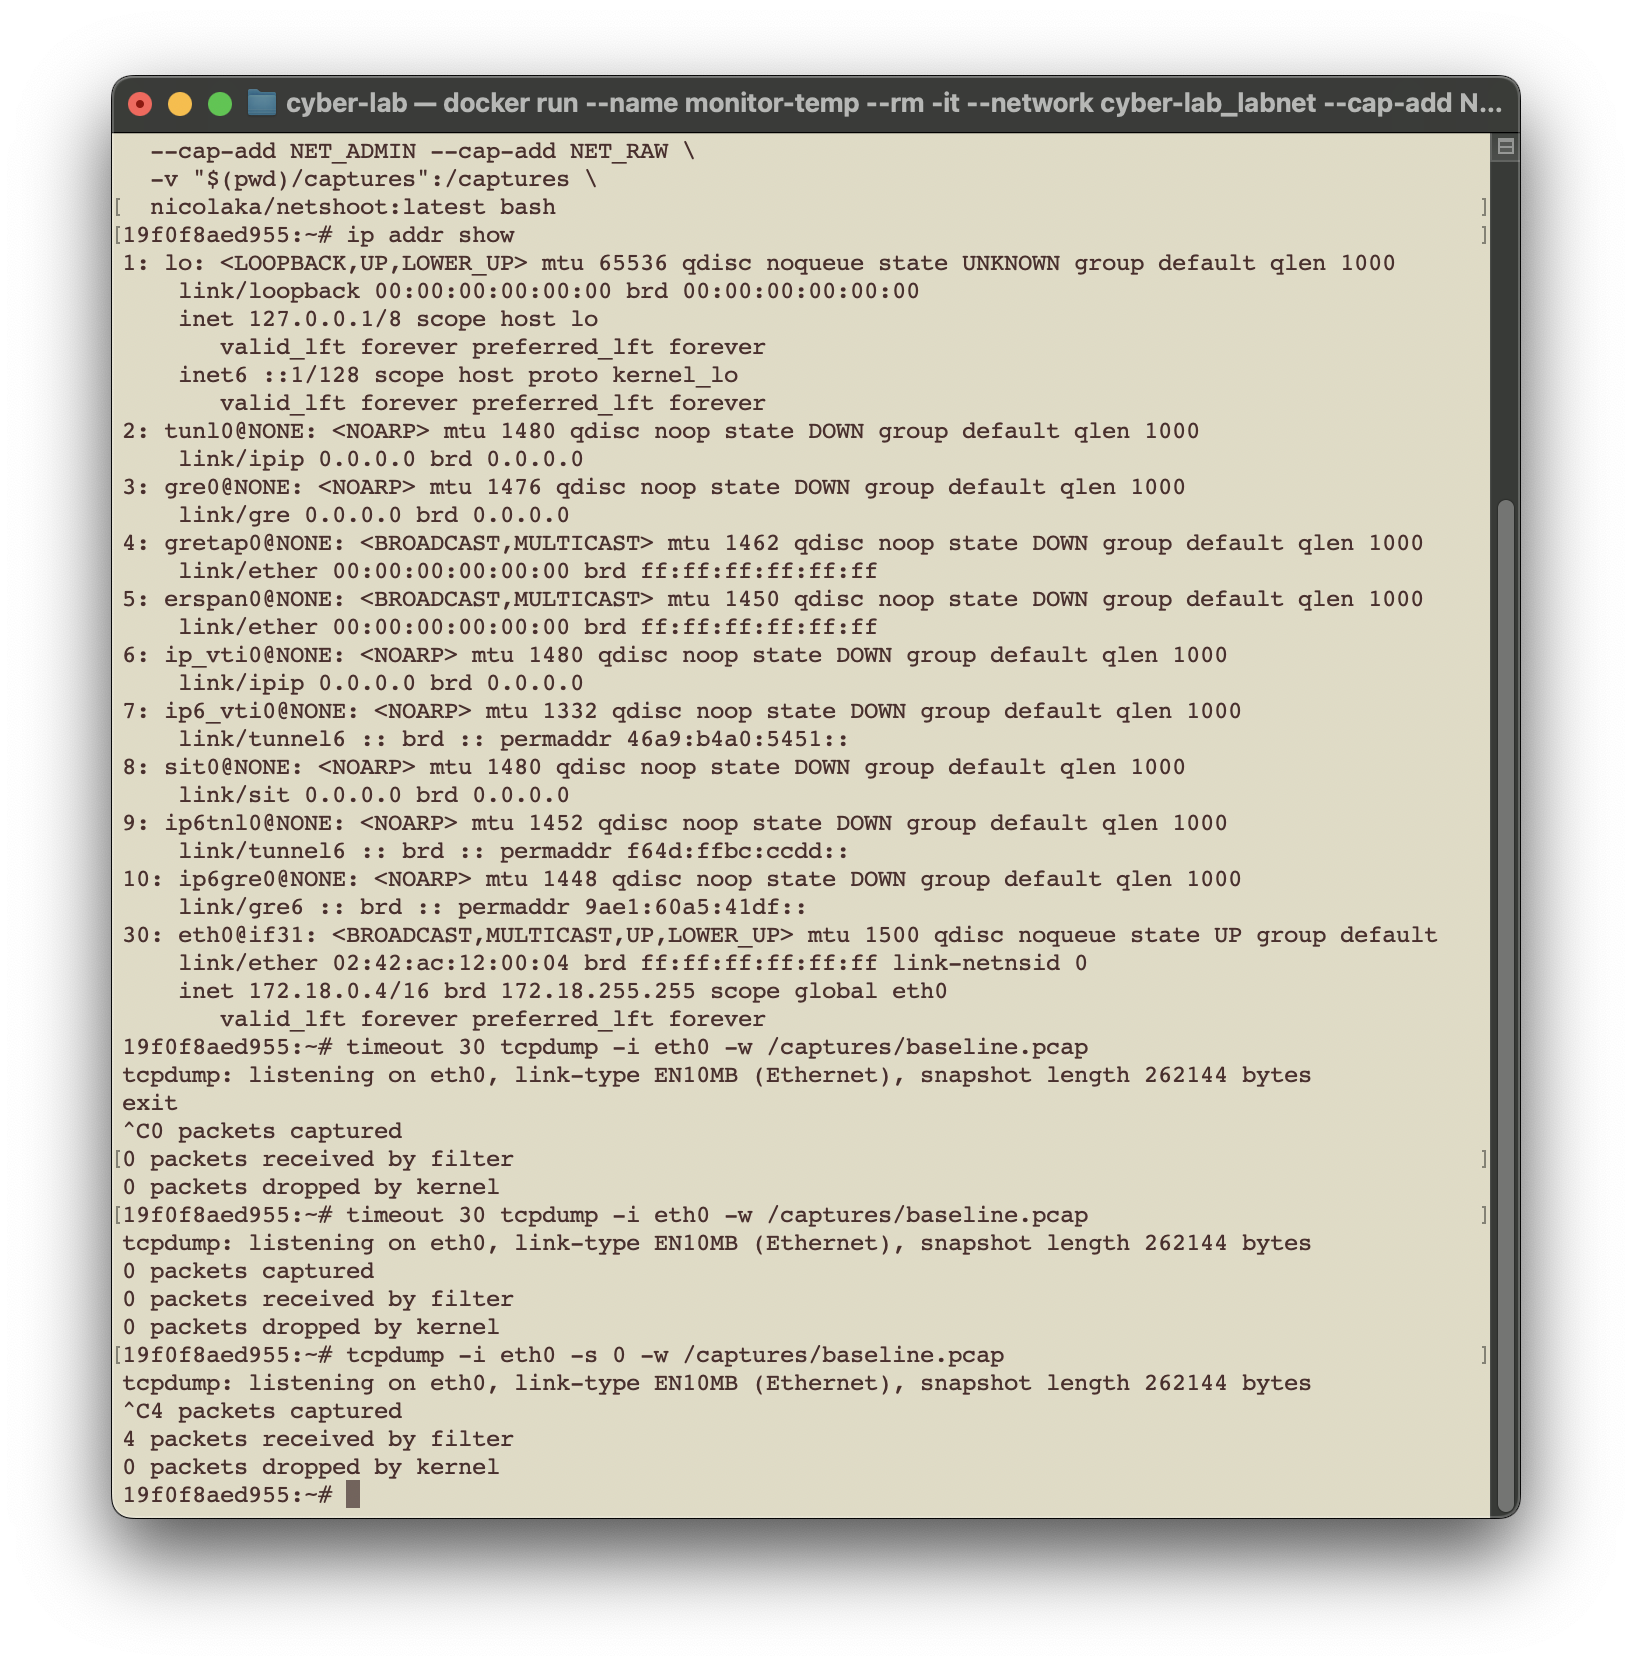 cyber-lab — docker run --name monitor-temp --rm -it --network cyber-lab_labnet --cap-add N...
  --cap-add NET_ADMIN --cap-add NET_RAW \
  -v "$(pwd)/captures":/captures \
[  nicolaka/netshoot:latest bash ]
[19f0f8aed955:~# ip addr show ]
1: lo: <LOOPBACK,UP,LOWER_UP> mtu 65536 qdisc noqueue state UNKNOWN group default qlen 1000
    link/loopback 00:00:00:00:00:00 brd 00:00:00:00:00:00
    inet 127.0.0.1/8 scope host lo
       valid_lft forever preferred_lft forever
    inet6 ::1/128 scope host proto kernel_lo
       valid_lft forever preferred_lft forever
2: tunl0@NONE: <NOARP> mtu 1480 qdisc noop state DOWN group default qlen 1000
    link/ipip 0.0.0.0 brd 0.0.0.0
3: gre0@NONE: <NOARP> mtu 1476 qdisc noop state DOWN group default qlen 1000
    link/gre 0.0.0.0 brd 0.0.0.0
4: gretap0@NONE: <BROADCAST,MULTICAST> mtu 1462 qdisc noop state DOWN group default qlen 1000
    link/ether 00:00:00:00:00:00 brd ff:ff:ff:ff:ff:ff
5: erspan0@NONE: <BROADCAST,MULTICAST> mtu 1450 qdisc noop state DOWN group default qlen 1000
    link/ether 00:00:00:00:00:00 brd ff:ff:ff:ff:ff:ff
6: ip_vti0@NONE: <NOARP> mtu 1480 qdisc noop state DOWN group default qlen 1000
    link/ipip 0.0.0.0 brd 0.0.0.0
7: ip6_vti0@NONE: <NOARP> mtu 1332 qdisc noop state DOWN group default qlen 1000
    link/tunnel6 :: brd :: permaddr 46a9:b4a0:5451::
8: sit0@NONE: <NOARP> mtu 1480 qdisc noop state DOWN group default qlen 1000
    link/sit 0.0.0.0 brd 0.0.0.0
9: ip6tnl0@NONE: <NOARP> mtu 1452 qdisc noop state DOWN group default qlen 1000
    link/tunnel6 :: brd :: permaddr f64d:ffbc:ccdd::
10: ip6gre0@NONE: <NOARP> mtu 1448 qdisc noop state DOWN group default qlen 1000
    link/gre6 :: brd :: permaddr 9ae1:60a5:41df::
30: eth0@if31: <BROADCAST,MULTICAST,UP,LOWER_UP> mtu 1500 qdisc noqueue state UP group default
    link/ether 02:42:ac:12:00:04 brd ff:ff:ff:ff:ff:ff link-netnsid 0
    inet 172.18.0.4/16 brd 172.18.255.255 scope global eth0
       valid_lft forever preferred_lft forever
19f0f8aed955:~# timeout 30 tcpdump -i eth0 -w /captures/baseline.pcap
tcpdump: listening on eth0, link-type EN10MB (Ethernet), snapshot length 262144 bytes
exit
^C0 packets captured
[0 packets received by filter ]
0 packets dropped by kernel
[19f0f8aed955:~# timeout 30 tcpdump -i eth0 -w /captures/baseline.pcap ]
tcpdump: listening on eth0, link-type EN10MB (Ethernet), snapshot length 262144 bytes
0 packets captured
0 packets received by filter
0 packets dropped by kernel
[19f0f8aed955:~# tcpdump -i eth0 -s 0 -w /captures/baseline.pcap ]
tcpdump: listening on eth0, link-type EN10MB (Ethernet), snapshot length 262144 bytes
^C4 packets captured
4 packets received by filter
0 packets dropped by kernel
19f0f8aed955:~#